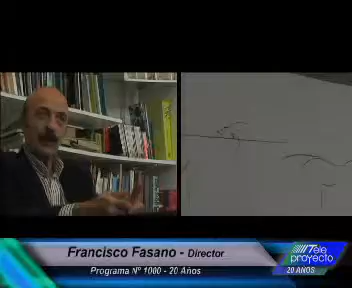 Francisco Fasano - Director
Programa Nº 1000 - 20 Años
Tele
proyecto
20 AÑOS